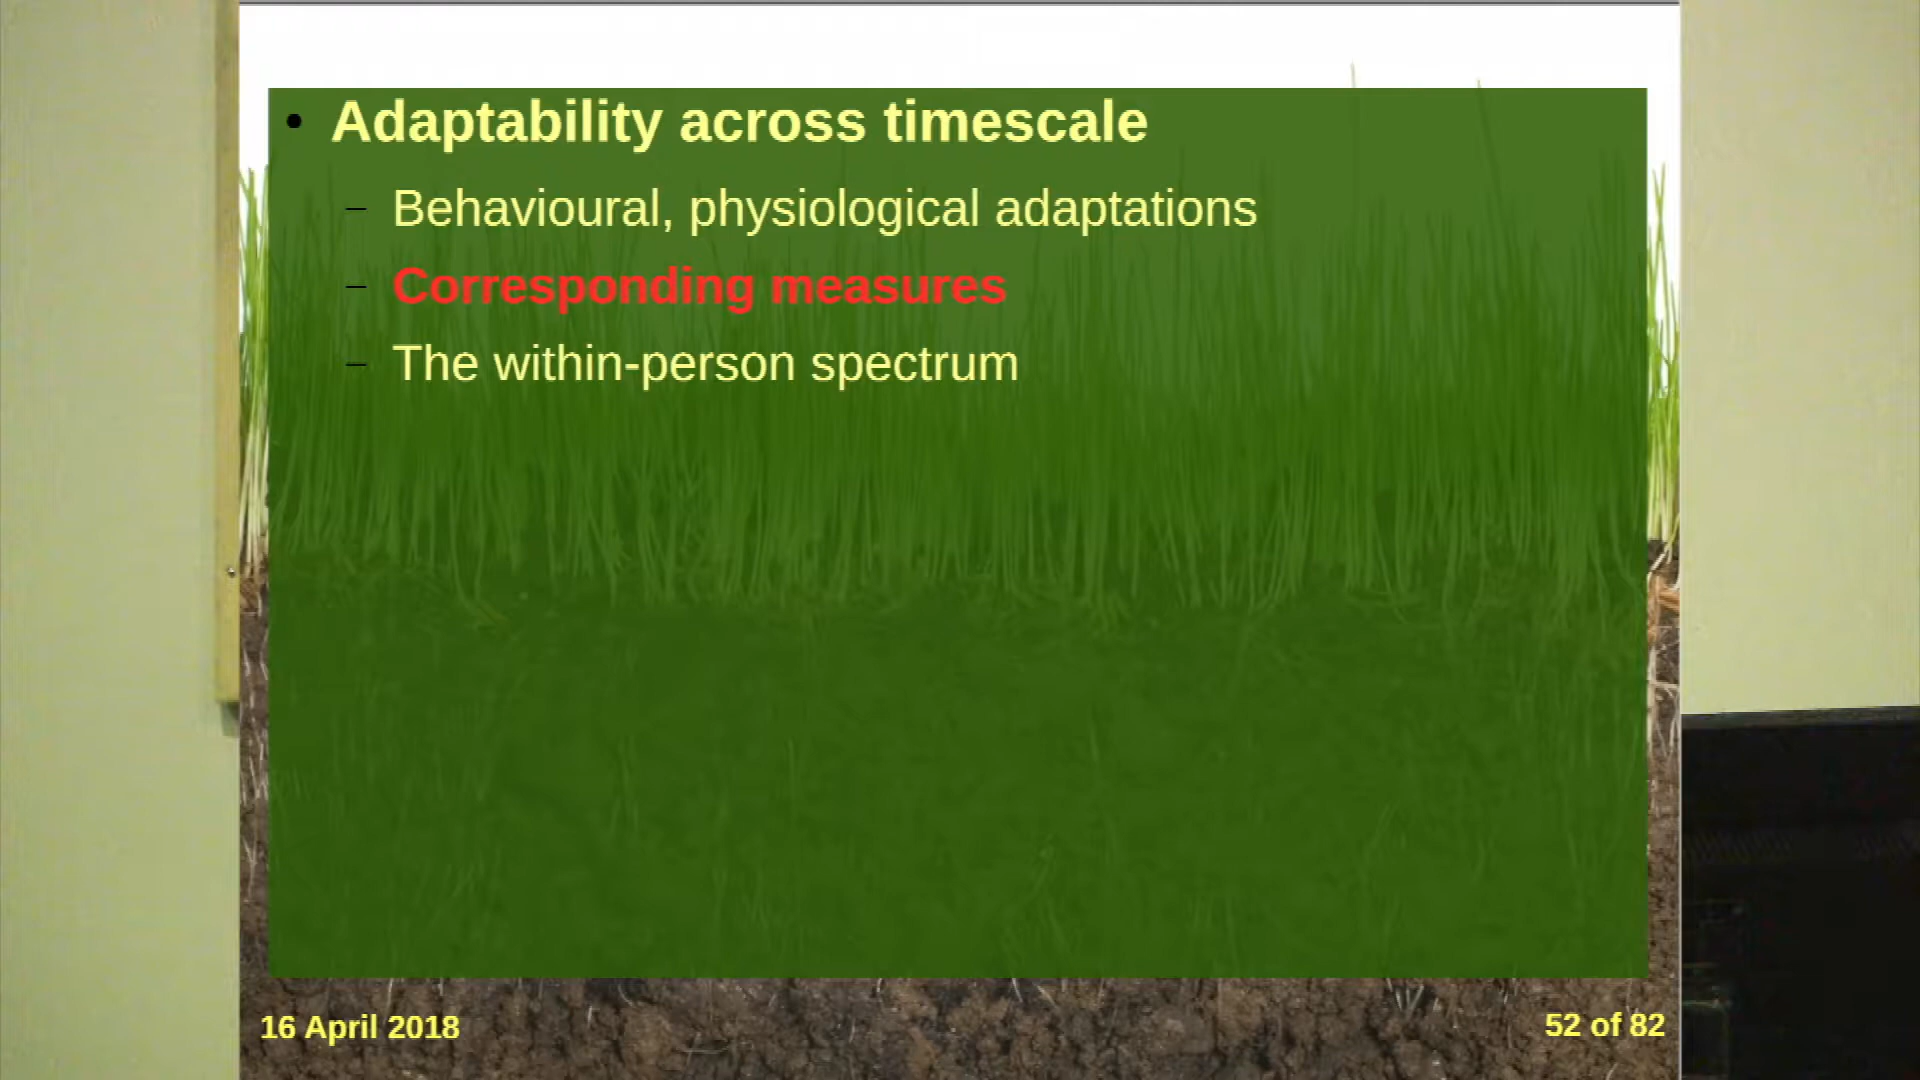 • Adaptability across timescale
– Behavioural, physiological adaptations
– Corresponding measures
– The within-person spectrum
16 April 2018
52 of 82